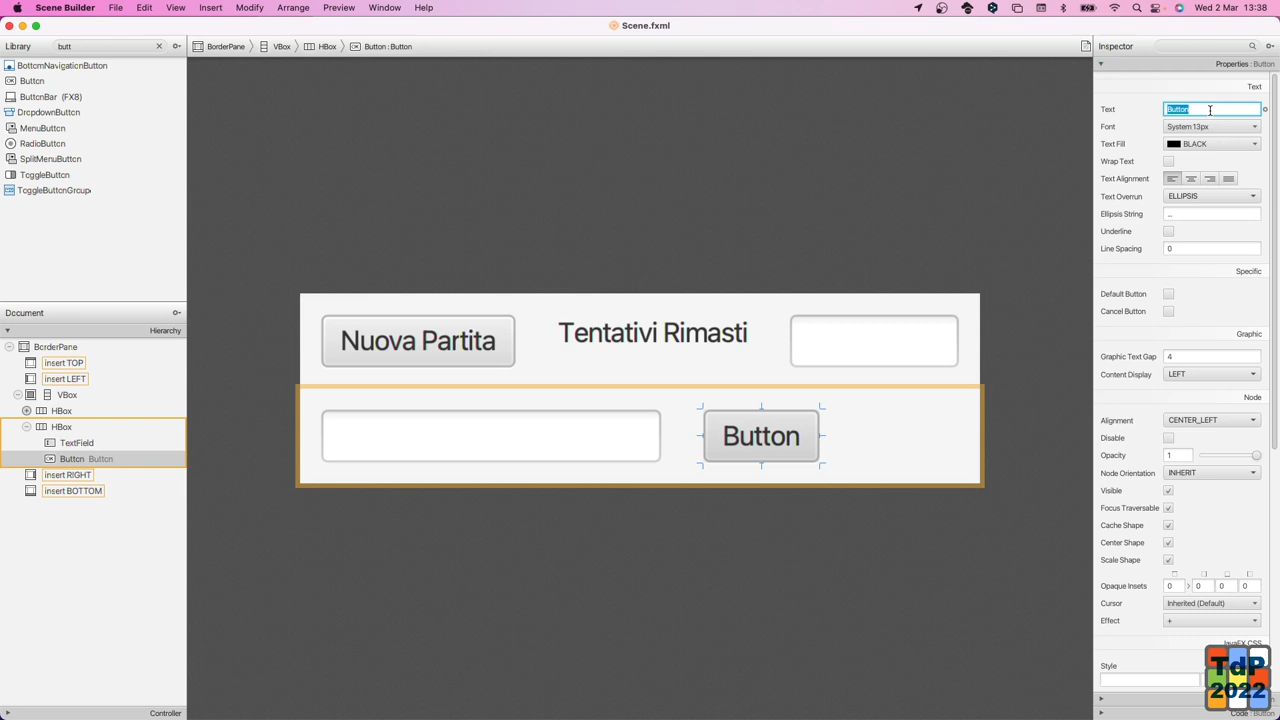 Scene Builder File Edit View Insert Modify Arrange Preview Window Help Wed 2 Mar 13:38
Scene.fxml
Library butt
BorderPane VBox HBox Button : Button
Inspector
Properties : Button
BottomNavigationButton
Button
ButtonBar (FX8)
DropdownButton
MenuButton
RadioButton
SplitMenuButton
ToggleButton
ToggleButtonGroup
Document
Hierarchy
BorderPane
insert TOP
insert LEFT
VBox
HBox
HBox
TextField
Button Button
insert RIGHT
insert BOTTOM
Controller
Nuova Partita
Tentativi Rimasti
Button
Text
Text Button
Font System 13px
Text Fill BLACK
Wrap Text
Text Alignment
Text Overrun ELLIPSIS
Ellipsis String ...
Underline
Line Spacing 0
Specific
Default Button
Cancel Button
Graphic
Graphic Text Gap 4
Content Display LEFT
Node
Alignment CENTER_LEFT
Disable
Opacity 1
Node Orientation INHERIT
Visible
Focus Traversable
Cache Shape
Center Shape
Scale Shape
Opaque Insets 0 0 0 0
Cursor Inherited (Default)
Effect +
JavaFX CSS
Style
TdP
2022
Code : Button